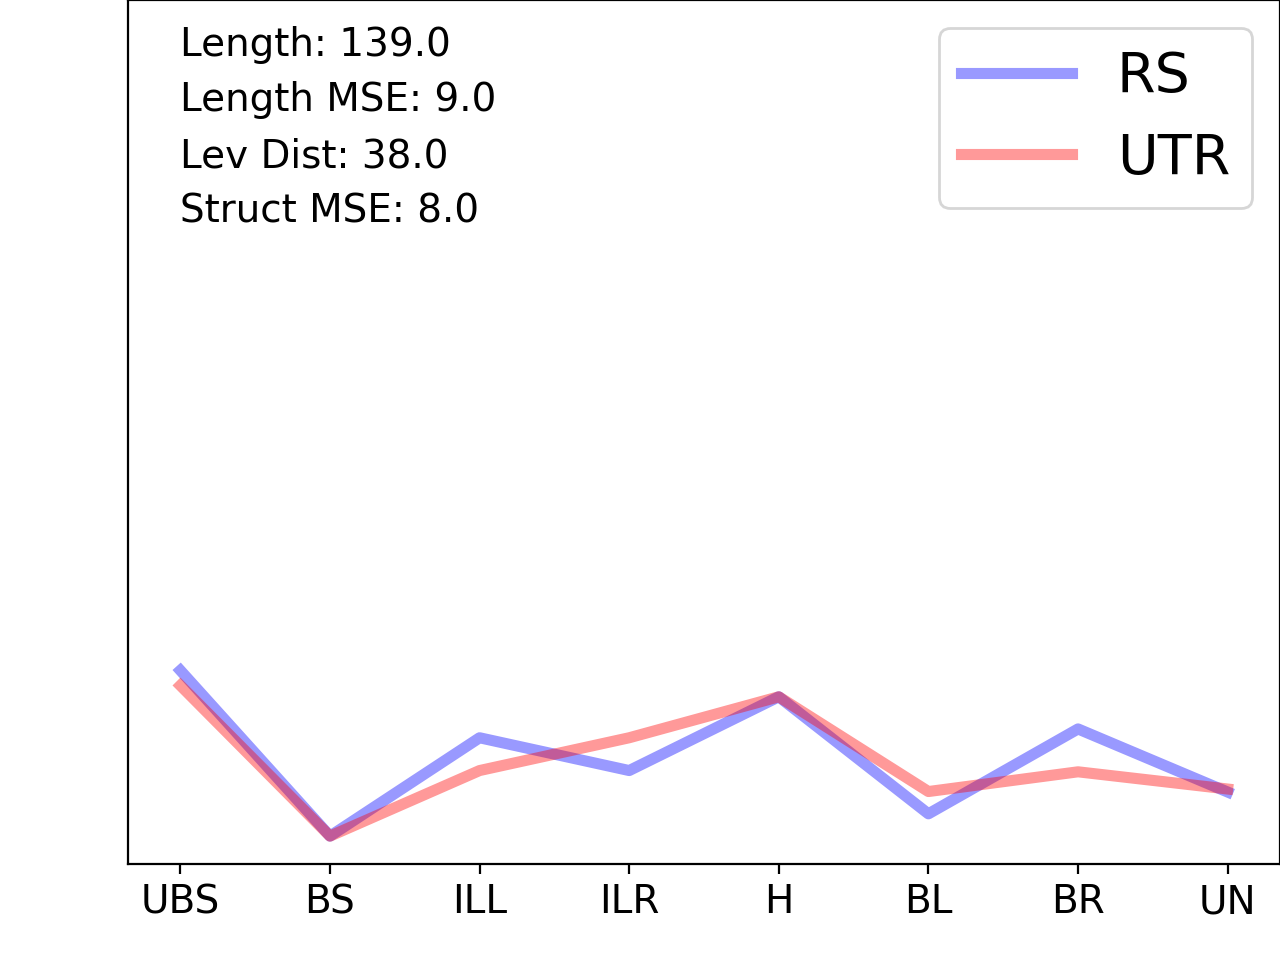 Length: 139.0
Length MSE: 9.0
Lev Dist: 38.0
Struct MSE: 8.0
RS
UTR
UBS BS ILL ILR H BL BR UN